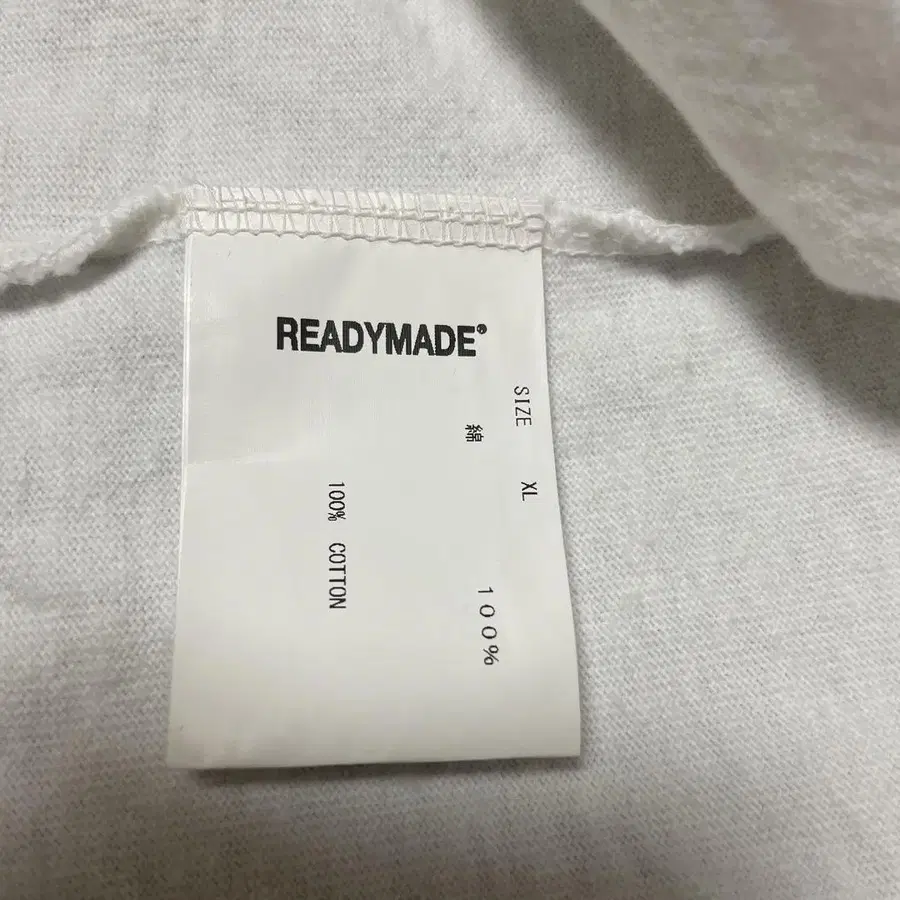 READYMADE®
SIZE XL
綿 100%
100% COTTON